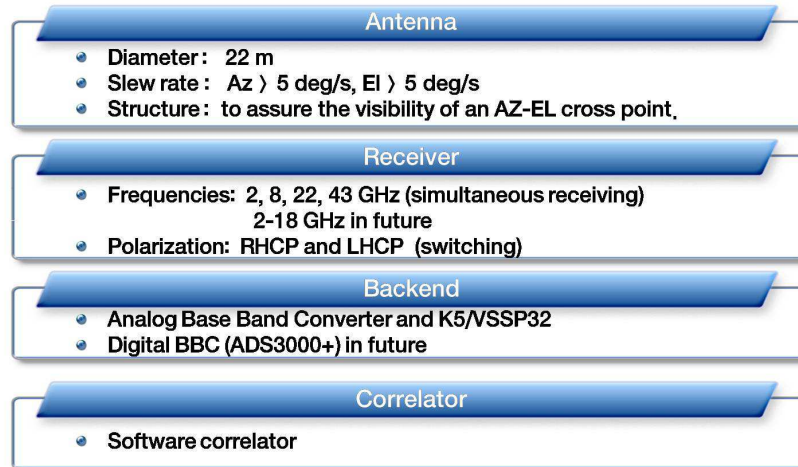 Antenna
Diameter: 22 m
Slew rate: Az > 5 deg/s, El > 5 deg/s
Structure: to assure the visibility of an AZ-EL cross point.
Receiver
Frequencies: 2, 8, 22, 43 GHz (simultaneous receiving)
2-18 GHz in future
Polarization: RHCP and LHCP (switching)
Backend
Analog Base Band Converter and K5/VSSP32
Digital BBC (ADS3000+) in future
Correlator
Software correlator